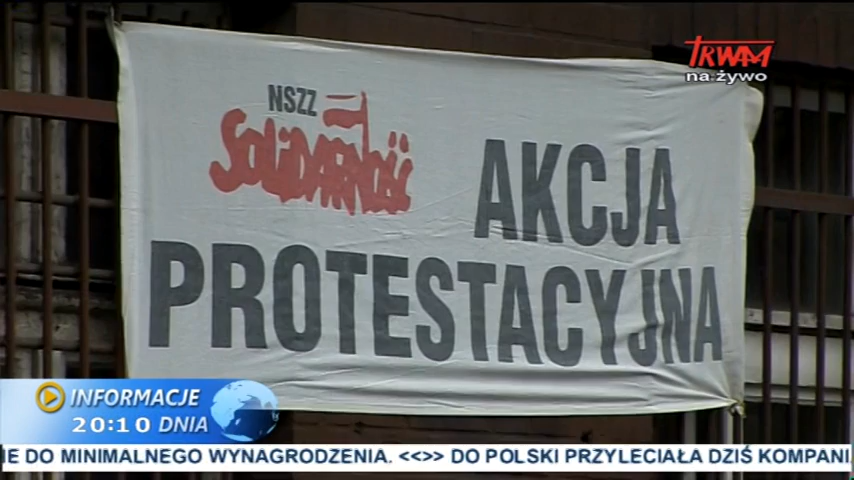 TRWAM
na żywo
NSZZ
SOLIDARNOŚĆ
AKCJA
PROTESTACYJNA
INFORMACJE
20:10 DNIA
IE DO MINIMALNEGO WYNAGRODZENIA. <<>> DO POLSKI PRZYLECIAŁA DZIŚ KOMPANI